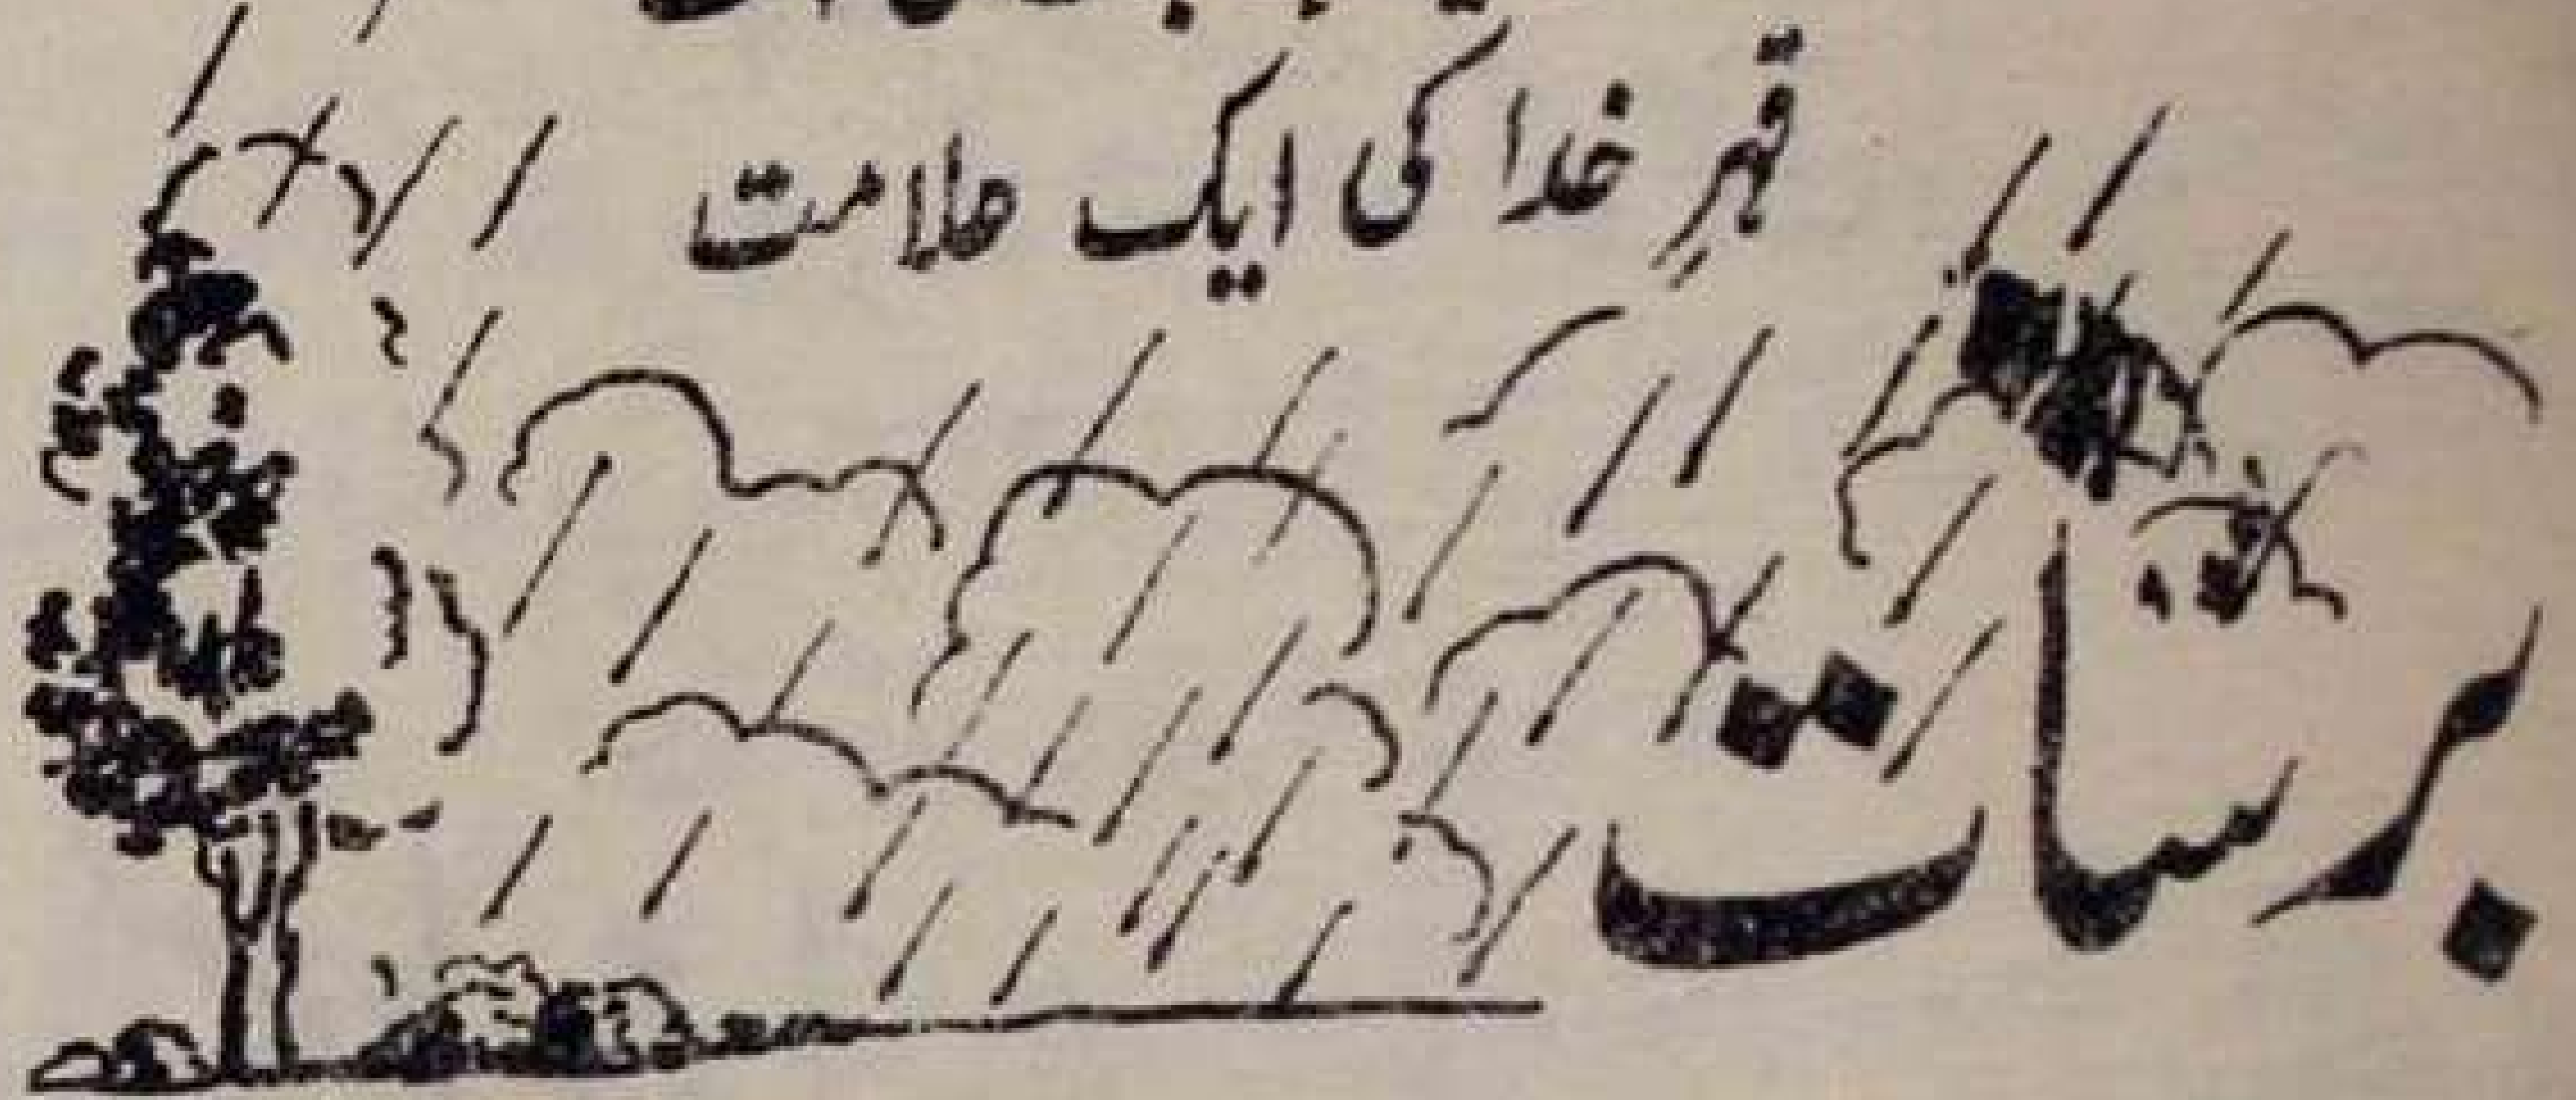 قہرِ خدا کی ایک علامت
برسات